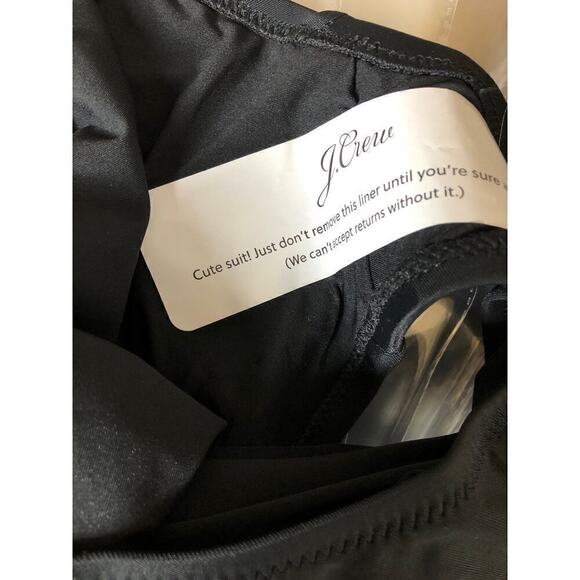 J.Crew
Cute suit! Just don't remove this liner until you're sure a
(We can't accept returns without it.)